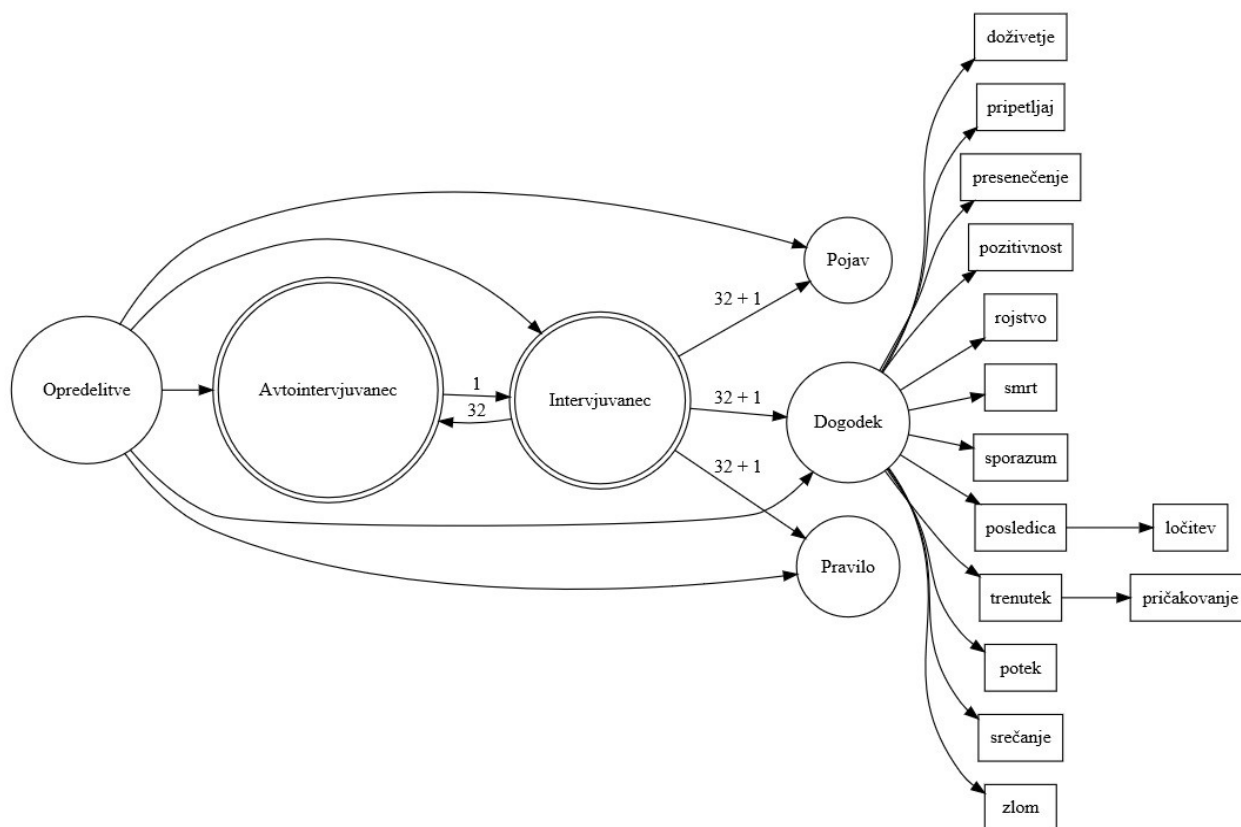 doživetje
pripetljaj
presenečenje
pozitivnost
rojstvo
smrt
sporazum
posledica
ločitev
trenutek
pričakovanje
potek
srečanje
zlom
Pojav
Dogodek
Pravilo
32 + 1
32 + 1
32 + 1
Opredelitve
Avtointervjuvanec
1
32
Intervjuvanec